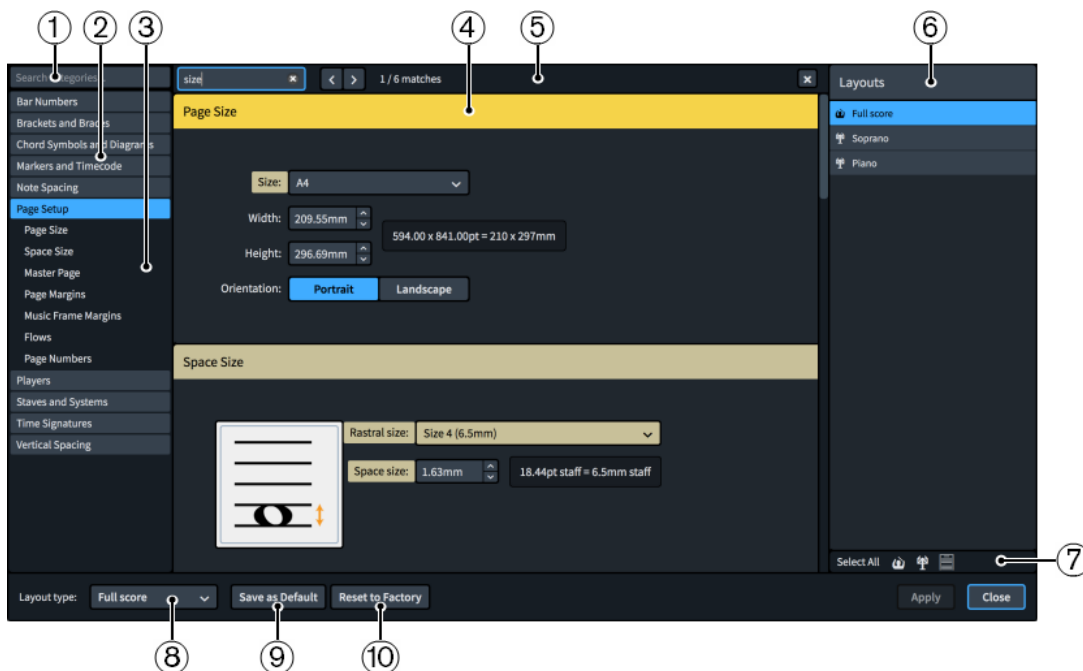 ① ② ③ ④ ⑤ ⑥
Search categories...
size
1 / 6 matches
Layouts
Bar Numbers
Brackets and Braces
Chord Symbols and Diagrams
Markers and Timecode
Note Spacing
Page Setup
Page Size
Space Size
Master Page
Page Margins
Music Frame Margins
Flows
Page Numbers
Players
Staves and Systems
Time Signatures
Vertical Spacing
Page Size
Size: A4
Width: 209.55mm
594.00 x 841.00pt = 210 x 297mm
Height: 296.69mm
Orientation: Portrait Landscape
Space Size
Rastral size: Size 4 (6.5mm)
Space size: 1.63mm 18.44pt staff = 6.5mm staff
Full score
Soprano
Piano
Select All
⑦
Layout type: Full score Save as Default Reset to Factory Apply Close
⑧ ⑨ ⑩